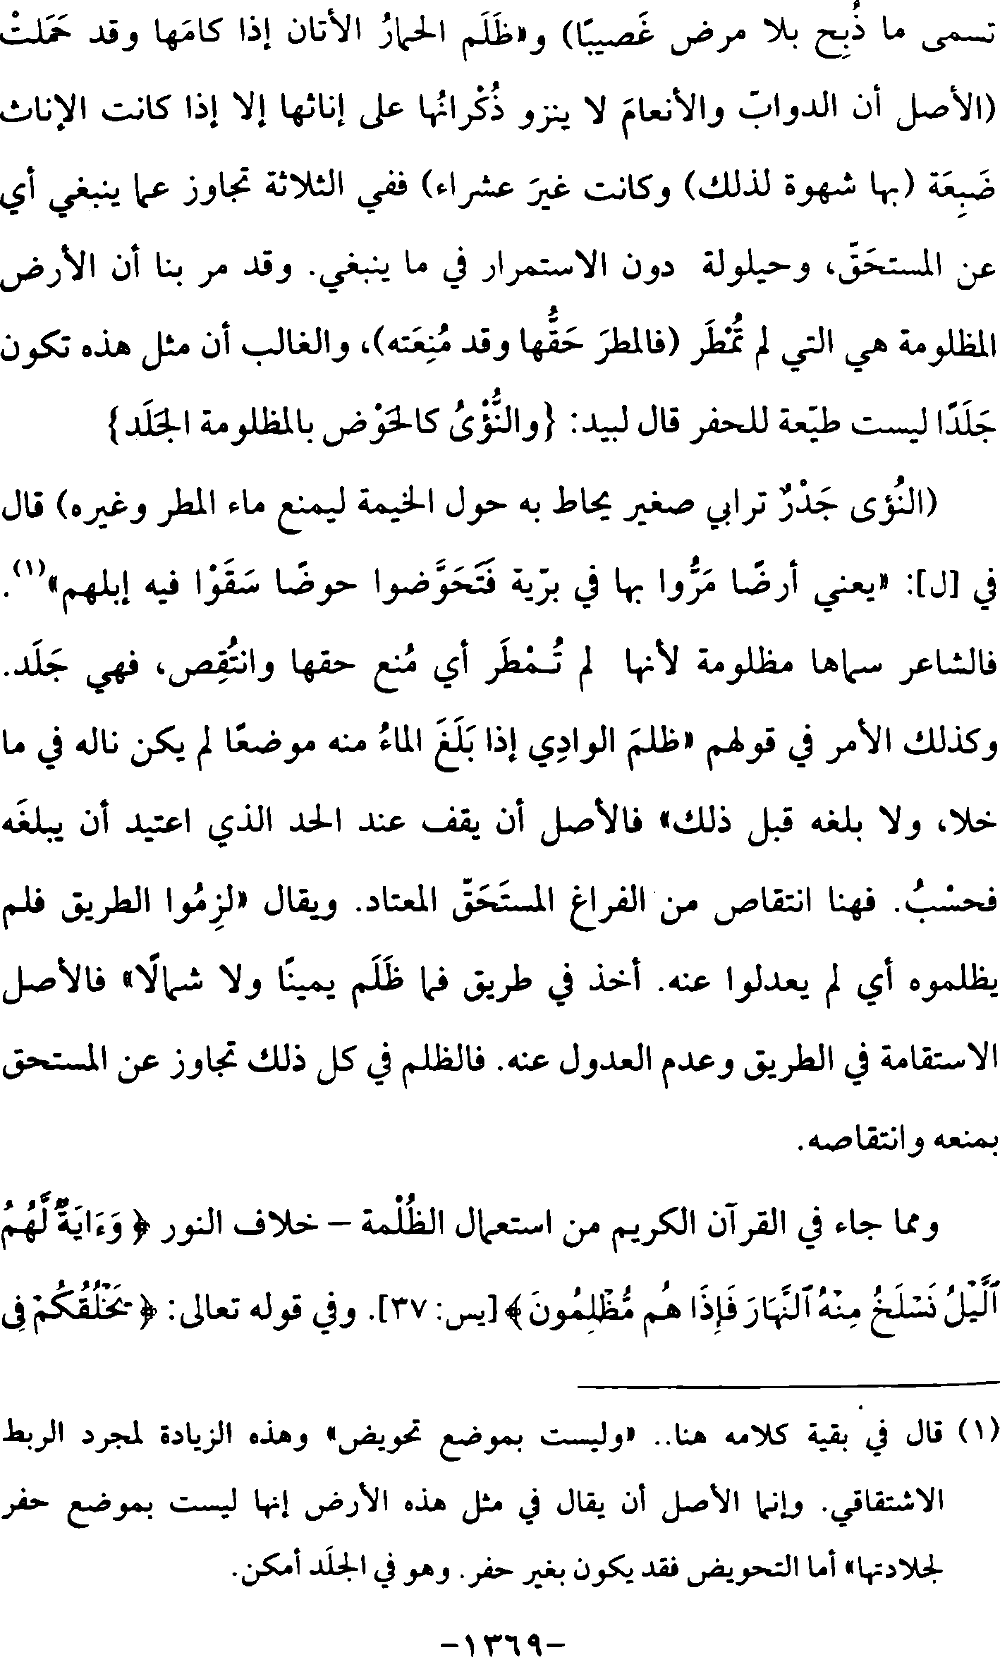 تسمى ما ذُبِح بلا مرض غَصيبًا) و«ظَلَم الحمارُ الأتان إذا كامَها وقد حَمَلتْ
(الأصل أن الدوابّ والأنعامَ لا ينزو ذُكْرانُها على إناثها إلا إذا كانت الإناث
ضَبِعَة (بها شهوة لذلك) وكانت غيرَ عشراء) ففي الثلاثة تجاوز عما ينبغي أي
عن المستحَقّ، وحيلولة دون الاستمرار في ما ينبغي. وقد مر بنا أن الأرض
المظلومة هي التي لم تُمْطَر (فالمطرَ حَقُّها وقد مُنِعَته)، والغالب أن مثل هذه تكون
جَلَدًا ليست طيّعة للحفر قال لبيد: {والنُّؤْىُ كالحَوْض بالمظلومة الجَلَد}
(النُؤى جَدْرٌ ترابي صغير يحاط به حول الخيمة ليمنع ماء المطر وغيره) قال
في [ل]: «يعني أرضًا مَرُّوا بها في برّية فَتَحَوَّضوا حوضًا سَقَوْا فيه إبلهم»(١).
فالشاعر سماها مظلومة لأنها لم تُـمْطَر أي مُنع حقها وانتُقِص، فهي جَلَد.
وكذلك الأمر في قولهم «ظلمَ الوادِي إذا بَلَغَ الماءُ منه موضعًا لم يكن ناله في ما
خلا، ولا بلغه قبل ذلك» فالأصل أن يقف عند الحد الذي اعتيد أن يبلغَه
فحسْبُ. فهنا انتقاص من الفراغ المستَحَقّ المعتاد. ويقال «لزِمُوا الطريق فلم
يظلموه أي لم يعدلوا عنه. أخذ في طريق فما ظَلَم يمينًا ولا شمالًا» فالأصل
الاستقامة في الطريق وعدم العدول عنه. فالظلم في كل ذلك تجاوز عن المستحق
بمنعه وانتقاصه.
ومما جاء في القرآن الكريم من استعمال الظُلْمة – خلاف النور ﴿وَءَايَةٌ لَّهُمُ
ٱلَّيْلُ نَسْلَخُ مِنْهُ ٱلنَّهَارَ فَإِذَا هُم مُّظْلِمُونَ﴾ [يس: ٣٧]. وفي قوله تعالى: ﴿يَخْلُقُكُمْ فِى
(١) قال في بقية كلامه هنا.. «وليست بموضع تحويض» وهذه الزيادة لمجرد الربط
الاشتقاقي. وإنما الأصل أن يقال في مثل هذه الأرض إنها ليست بموضع حفر
لجلادتها» أما التحويض فقد يكون بغير حفر. وهو في الجلَد أمكن.
-١٣٦٩-